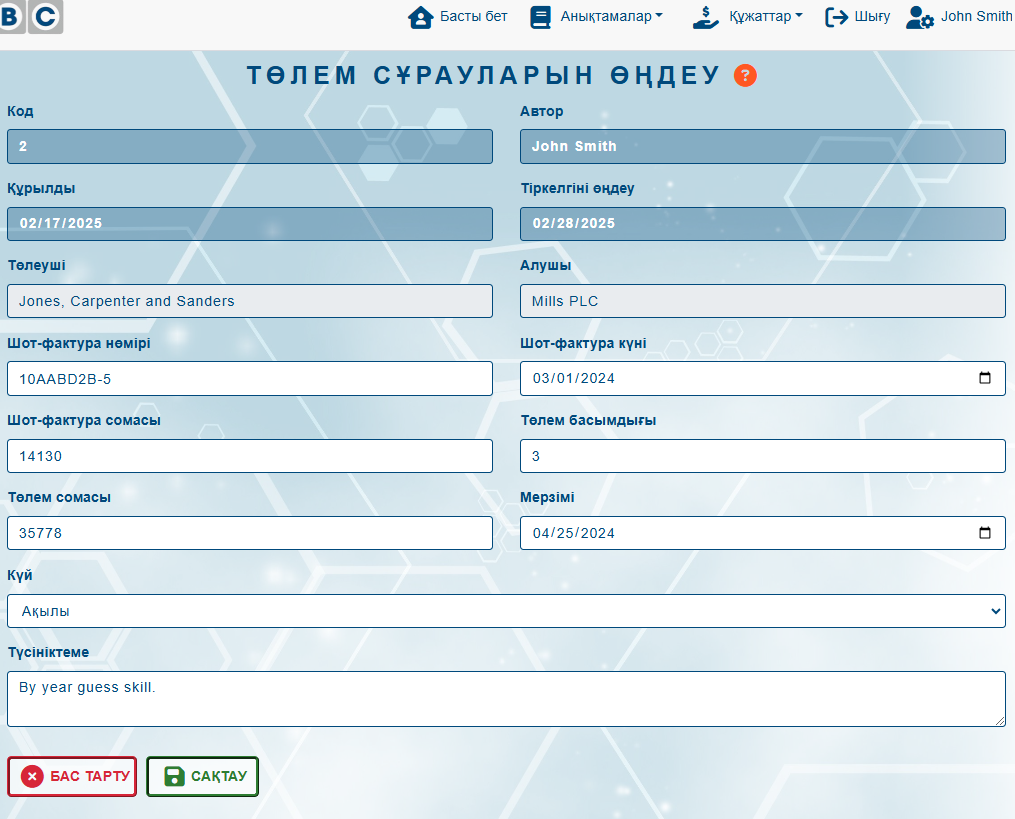 B C
Басты бет Анықтамалар Құжаттар Шығу John Smith
ТӨЛЕМ СҰРАУЛАРЫН ӨҢДЕУ ?
Код Автор
2 John Smith
Құрылды Тіркелгіні өңдеу
02/17/2025 02/28/2025
Төлеуші Алушы
Jones, Carpenter and Sanders Mills PLC
Шот-фактура нөмірі Шот-фактура күні
10AABD2B-5 03/01/2024
Шот-фактура сомасы Төлем басымдығы
14130 3
Төлем сомасы Мерзімі
35778 04/25/2024
Күй
Ақылы
Түсініктеме
By year guess skill.
БАС ТАРТУ САҚТАУ